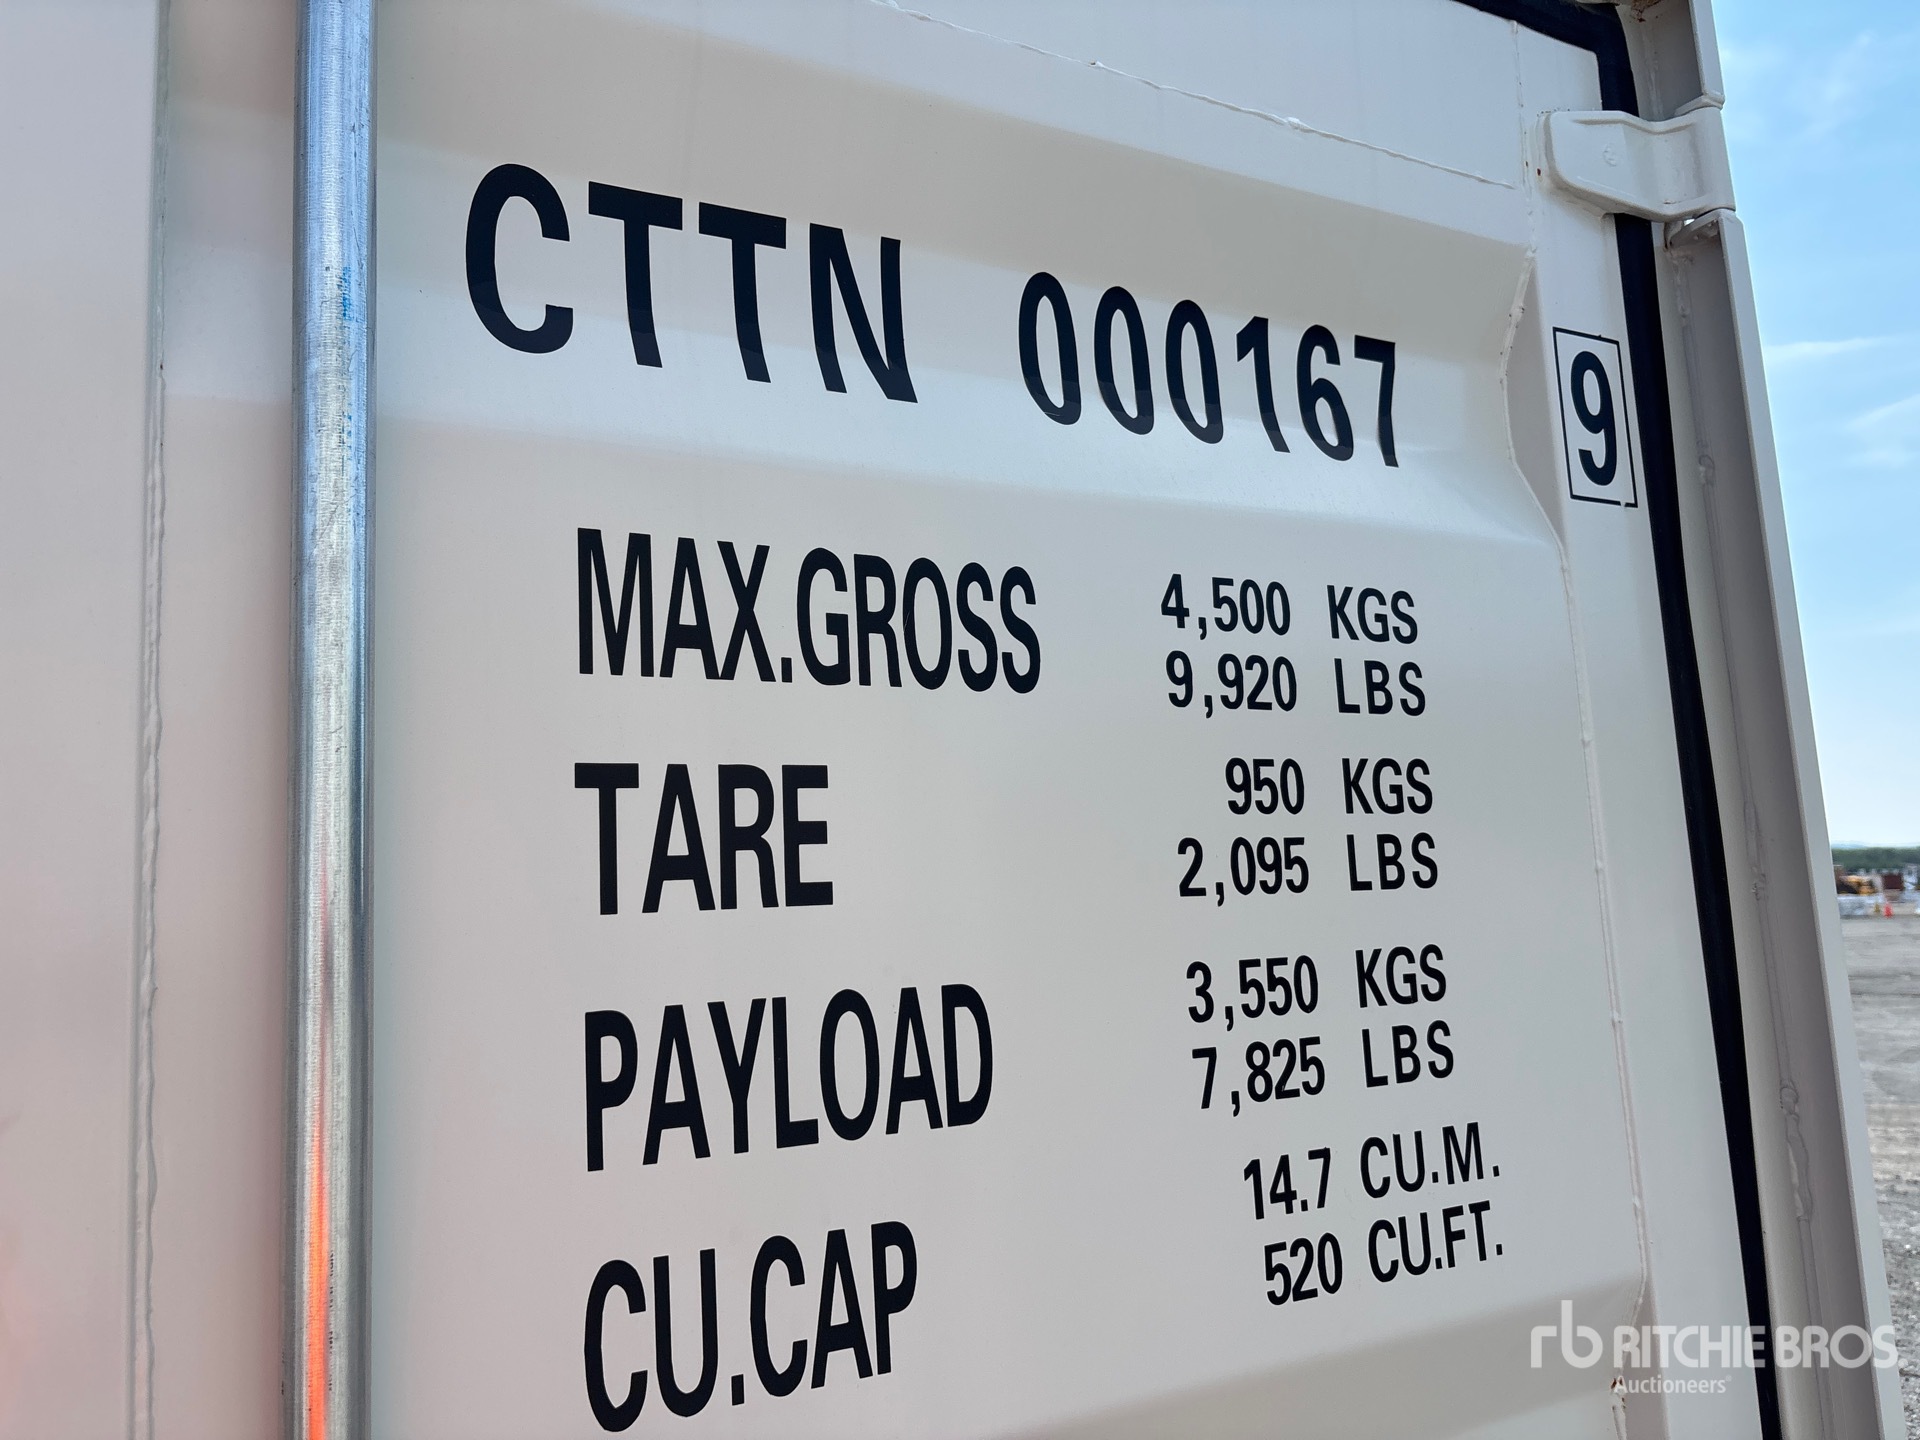 CTTN 000167 9
MAX.GROSS 4,500 KGS
9,920 LBS
TARE 950 KGS
2,095 LBS
PAYLOAD 3,550 KGS
7,825 LBS
CU.CAP 14.7 CU.M.
520 CU.FT.
rb RITCHIE BROS.
Auctioneers